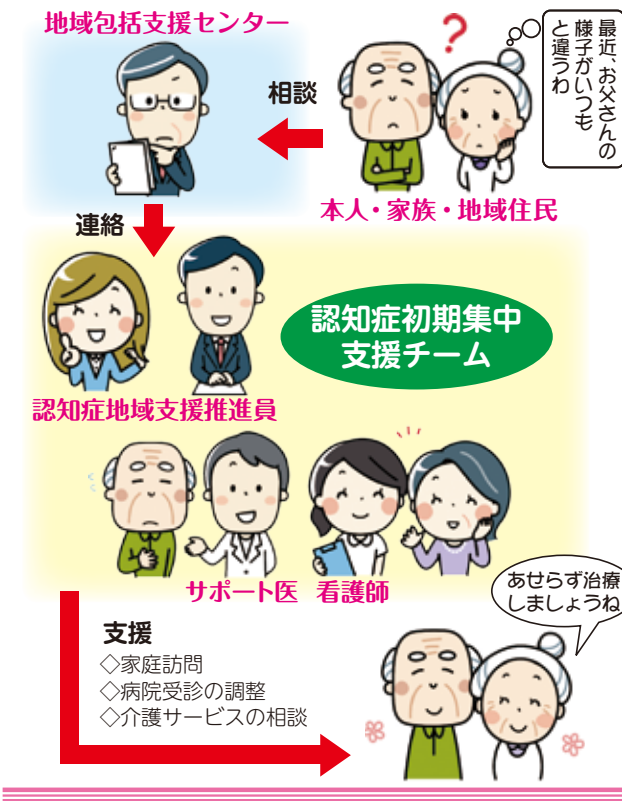 地域包括支援センター
相談
最近、お父さんの
様子がいつも
と違うわ
?
本人・家族・地域住民
連絡
認知症初期集中
支援チーム
認知症地域支援推進員
サポート医 看護師
あせらず治療
しましょうね
支援
◇家庭訪問
◇病院受診の調整
◇介護サービスの相談